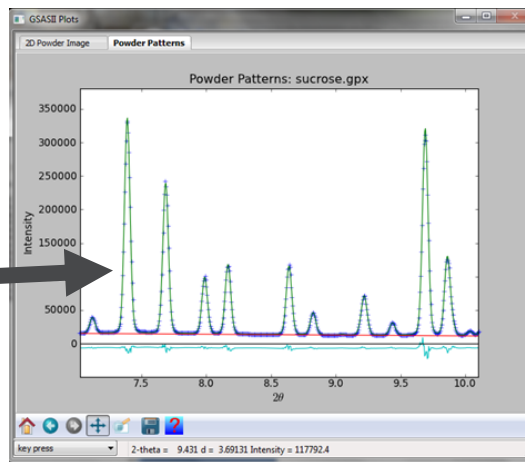 GSASII Plots
2D Powder Image Powder Patterns
Powder Patterns: sucrose.gpx
Intensity
350000
300000
250000
200000
150000
100000
50000
0
7.5 8.0 8.5 9.0 9.5 10.0
2θ
?
key press 2-theta = 9.431 d = 3.69131 Intensity = 117792.4